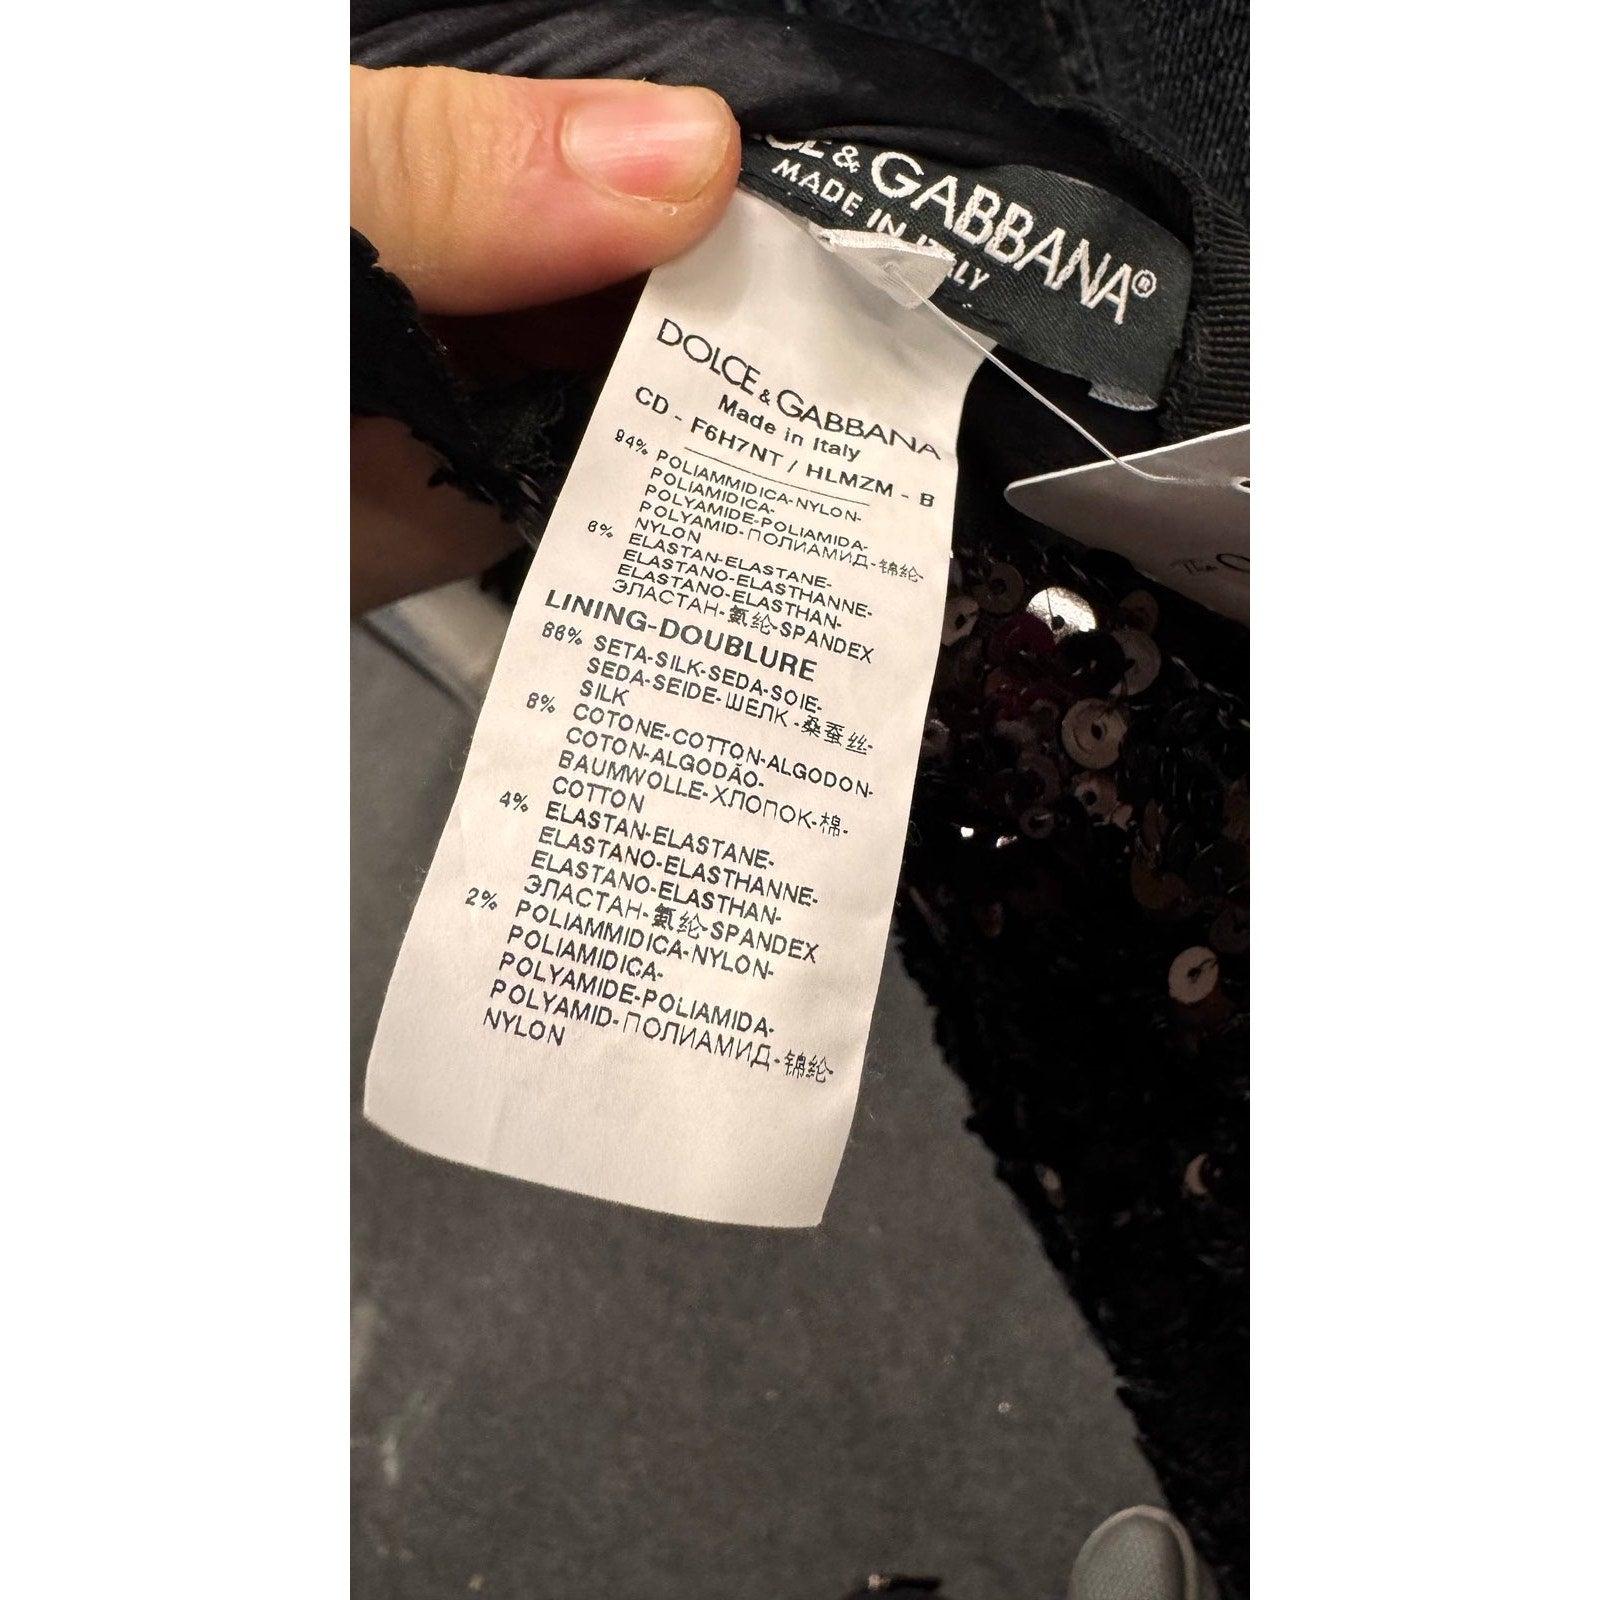 & GABBANA®
MADE IN ITALY
DOLCE & GABBANA
Made in Italy
CD - F6H7NT / HLMZM - B
94% POLIAMMIDICA-NYLON-
POLIAMIDICA-
POLYAMIDE-POLIAMIDA-
POLYAMID-ПОЛИАМИД-锦纶-
NYLON
6% ELASTAN-ELASTANE-
ELASTANO-ELASTHANNE-
ELASTANO-ELASTHAN-
ЭЛАСТАН-氨纶-SPANDEX
LINING-DOUBLURE
86% SETA-SILK-SEDA-SOIE-
SEDA-SEIDE-ШЕЛК-桑蚕丝-
SILK
8% COTONE-COTTON-ALGODON-
COTON-ALGODÃO-
BAUMWOLLE-ХЛОПОК-棉-
COTTON
4% ELASTAN-ELASTANE-
ELASTANO-ELASTHANNE-
ELASTANO-ELASTHAN-
ЭЛАСТАН-氨纶-SPANDEX
2% POLIAMMIDICA-NYLON-
POLIAMIDICA-
POLYAMIDE-POLIAMIDA-
POLYAMID-ПОЛИАМИД-锦纶-
NYLON
The